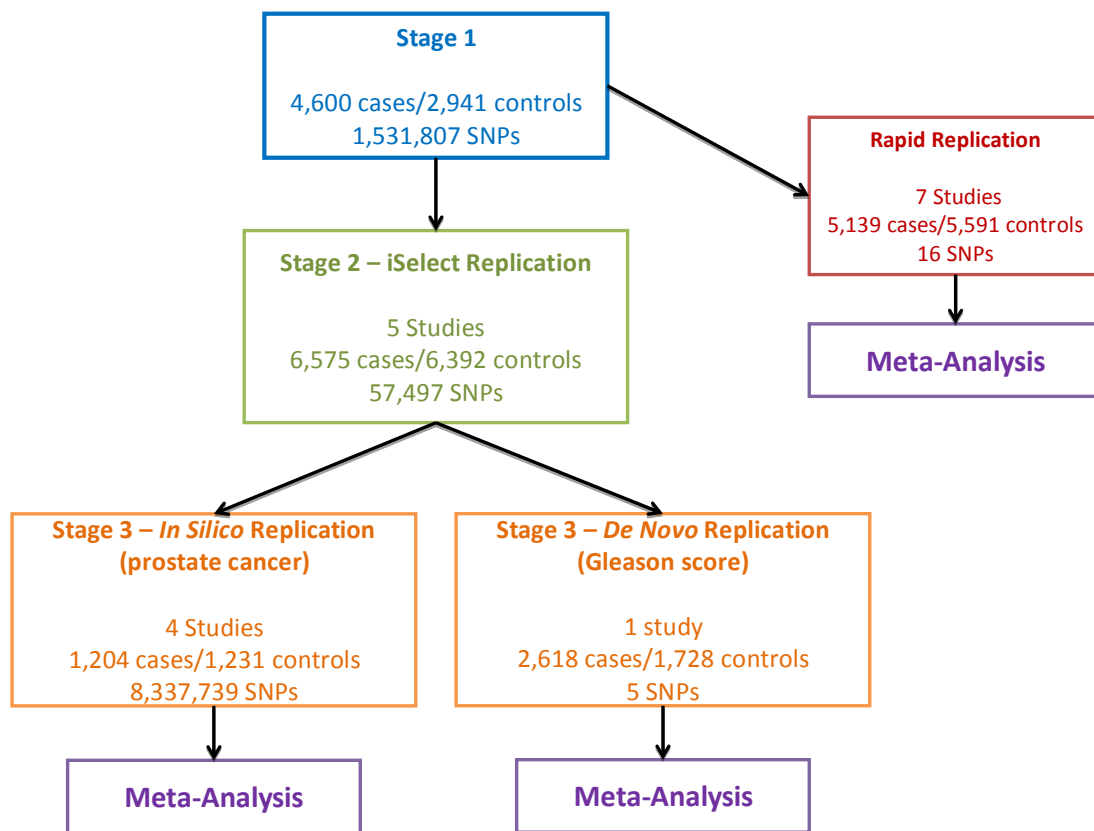 Stage 1
4,600 cases/2,941 controls
1,531,807 SNPs
Rapid Replication
7 Studies
5,139 cases/5,591 controls
16 SNPs
Meta-Analysis
Stage 2 – iSelect Replication
5 Studies
6,575 cases/6,392 controls
57,497 SNPs
Stage 3 – In Silico Replication
(prostate cancer)
4 Studies
1,204 cases/1,231 controls
8,337,739 SNPs
Meta-Analysis
Stage 3 – De Novo Replication
(Gleason score)
1 study
2,618 cases/1,728 controls
5 SNPs
Meta-Analysis